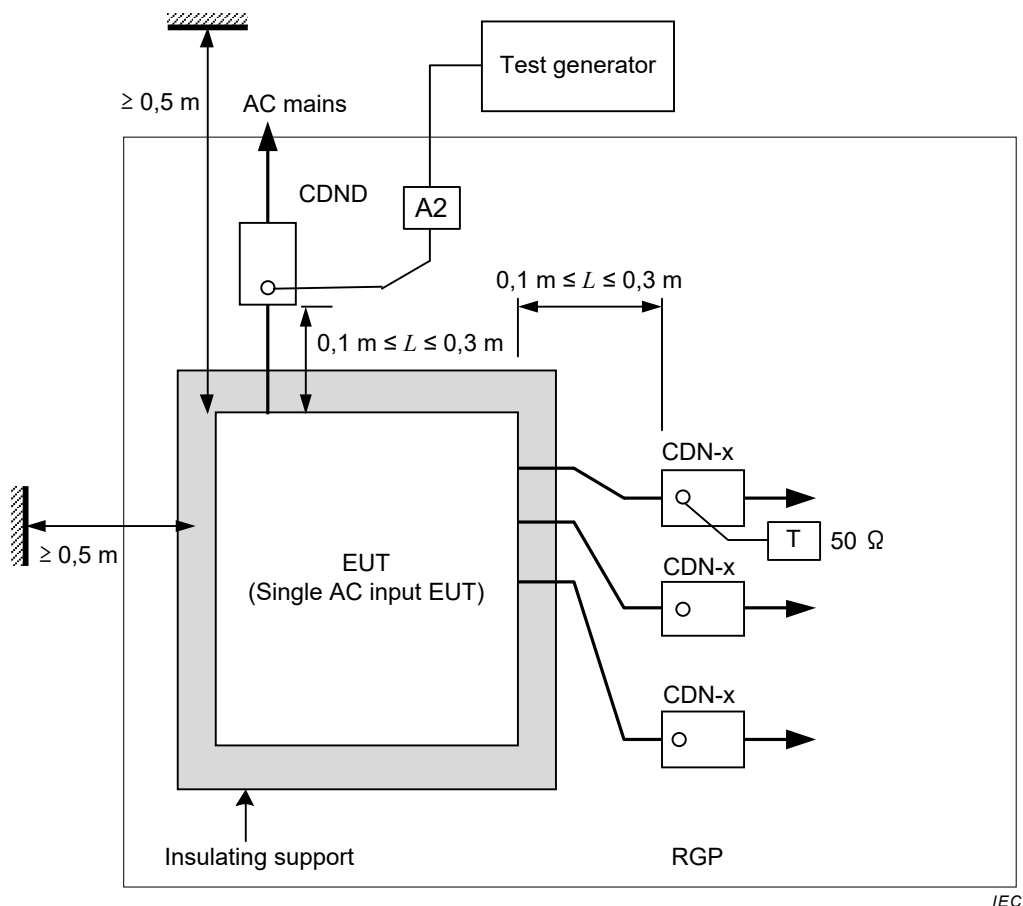 Test generator
≥ 0,5 m
AC mains
CDND
A2
0,1 m ≤ L ≤ 0,3 m
0,1 m ≤ L ≤ 0,3 m
CDN-x
T
50 Ω
≥ 0,5 m
EUT
(Single AC input EUT)
CDN-x
CDN-x
Insulating support
RGP
IEC